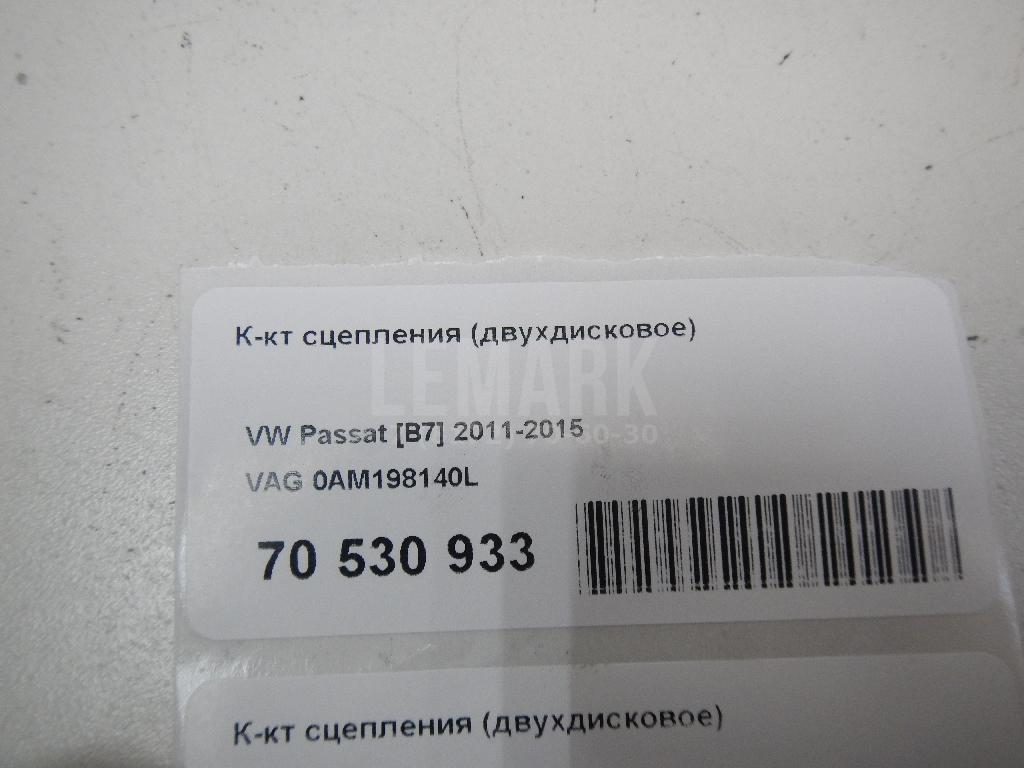 К-кт сцепления (двухдисковое)
LEMARK
VW Passat [B7] 2011-2015
VAG 0AM198140L
70 530 933
К-кт сцепления (двухдисковое)